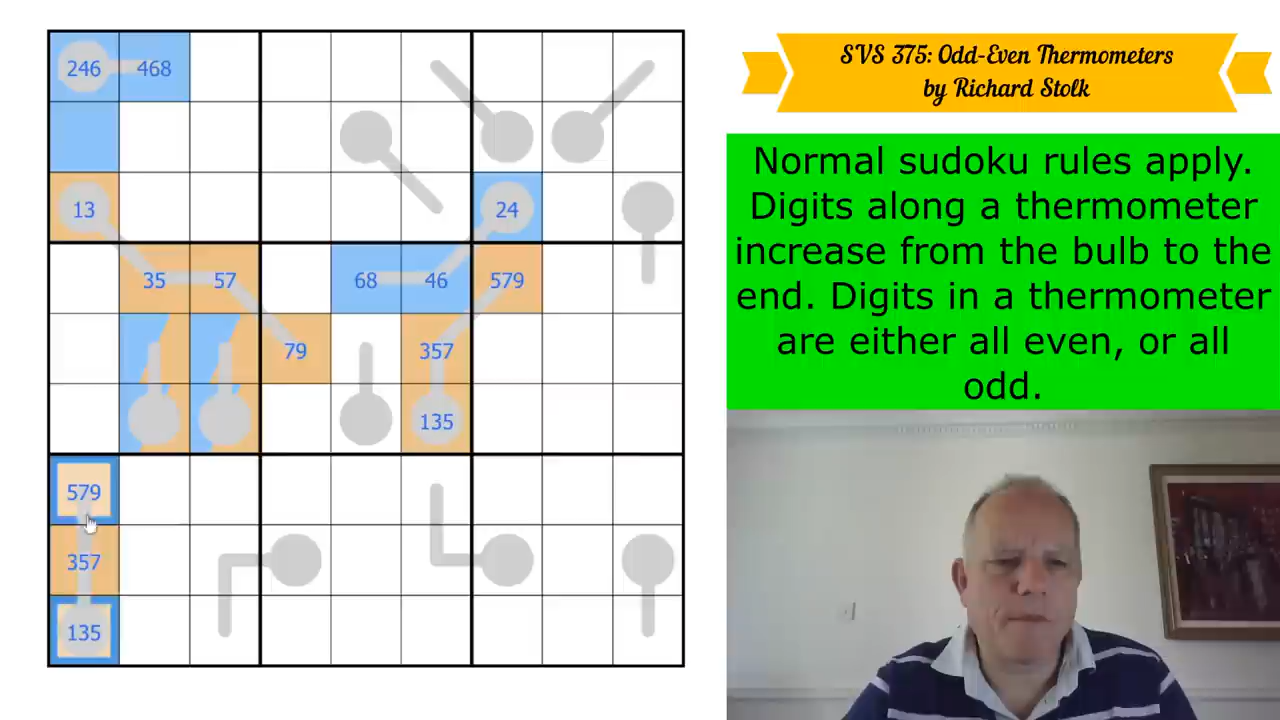 SVS 375: Odd-Even Thermometers
by Richard Stolk
Normal sudoku rules apply.
Digits along a thermometer
increase from the bulb to the
end. Digits in a thermometer
are either all even, or all
odd.
246 468
13 24
35 57 68 46 579
79 357
135
579
357
135